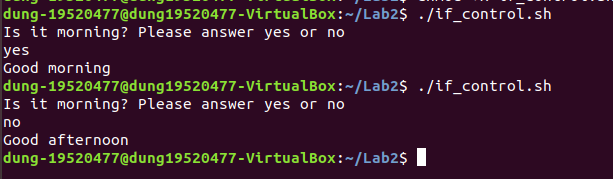 dung-19520477@dung19520477-VirtualBox:~/Lab2$ ./if_control.sh
Is it morning? Please answer yes or no
yes
Good morning
dung-19520477@dung19520477-VirtualBox:~/Lab2$ ./if_control.sh
Is it morning? Please answer yes or no
no
Good afternoon
dung-19520477@dung19520477-VirtualBox:~/Lab2$